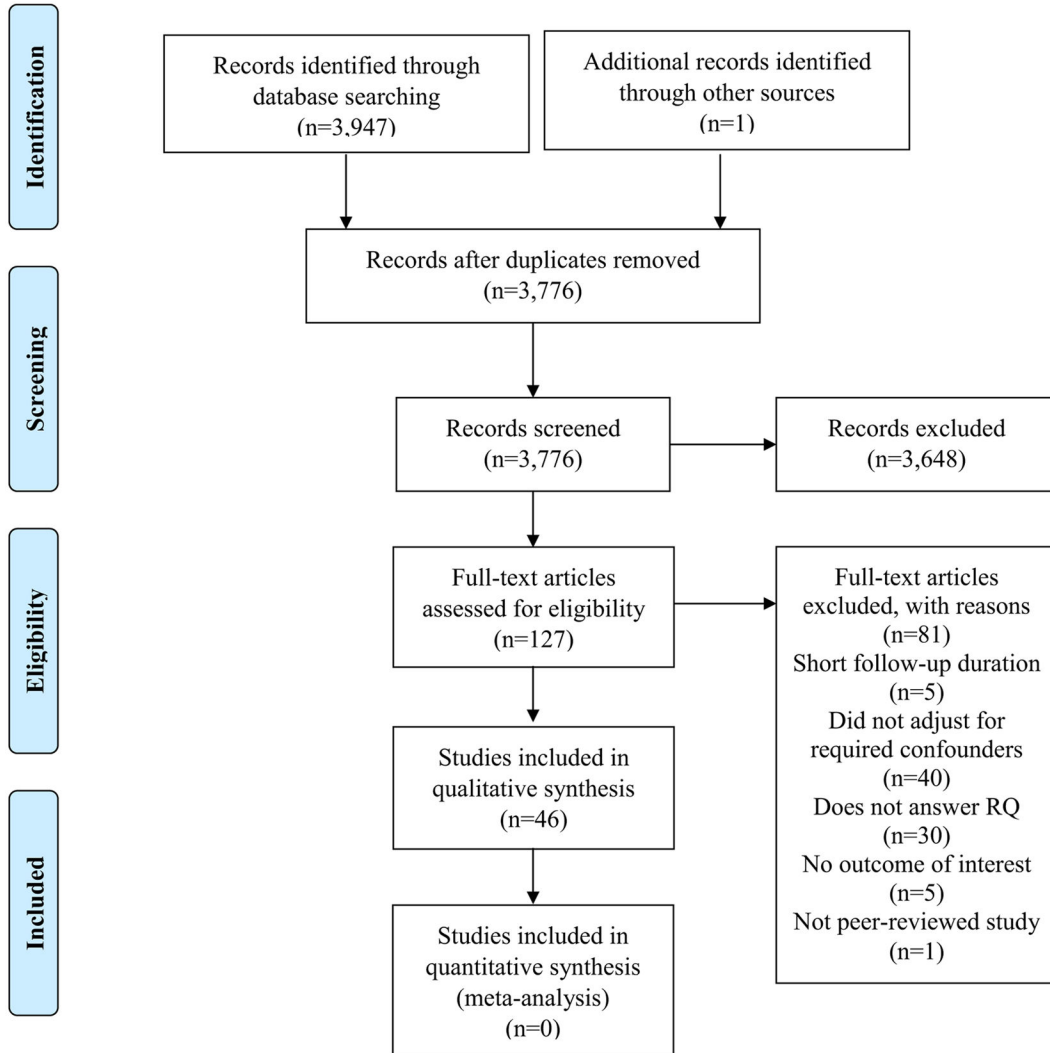 Identification
Records identified through
database searching
(n=3,947)
Additional records identified
through other sources
(n=1)
Records after duplicates removed
(n=3,776)
Screening
Records screened
(n=3,776)
Records excluded
(n=3,648)
Eligibility
Full-text articles
assessed for eligibility
(n=127)
Full-text articles
excluded, with reasons
(n=81)
Short follow-up duration
(n=5)
Did not adjust for
required confounders
(n=40)
Does not answer RQ
(n=30)
No outcome of interest
(n=5)
Not peer-reviewed study
(n=1)
Included
Studies included in
qualitative synthesis
(n=46)
Studies included in
quantitative synthesis
(meta-analysis)
(n=0)